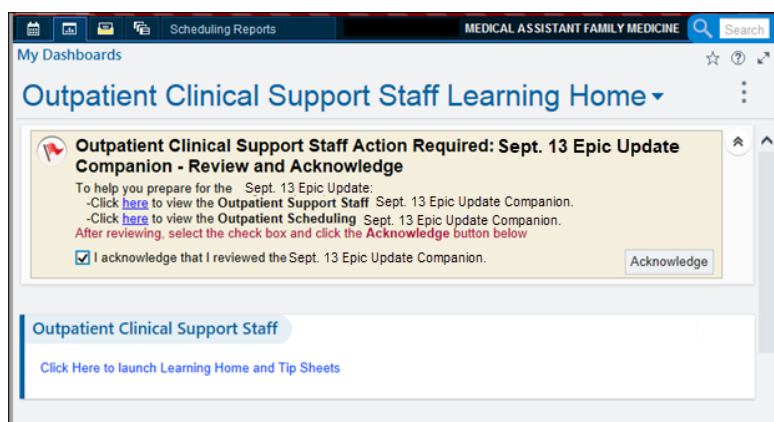 Scheduling Reports
MEDICAL ASSISTANT FAMILY MEDICINE
Search
My Dashboards
Outpatient Clinical Support Staff Learning Home
Outpatient Clinical Support Staff Action Required: Sept. 13 Epic Update
Companion - Review and Acknowledge
To help you prepare for the Sept. 13 Epic Update:
-Click here to view the Outpatient Support Staff Sept. 13 Epic Update Companion.
-Click here to view the Outpatient Scheduling Sept. 13 Epic Update Companion.
After reviewing, select the check box and click the Acknowledge button below
I acknowledge that I reviewed the Sept. 13 Epic Update Companion.
Acknowledge
Outpatient Clinical Support Staff
Click Here to launch Learning Home and Tip Sheets